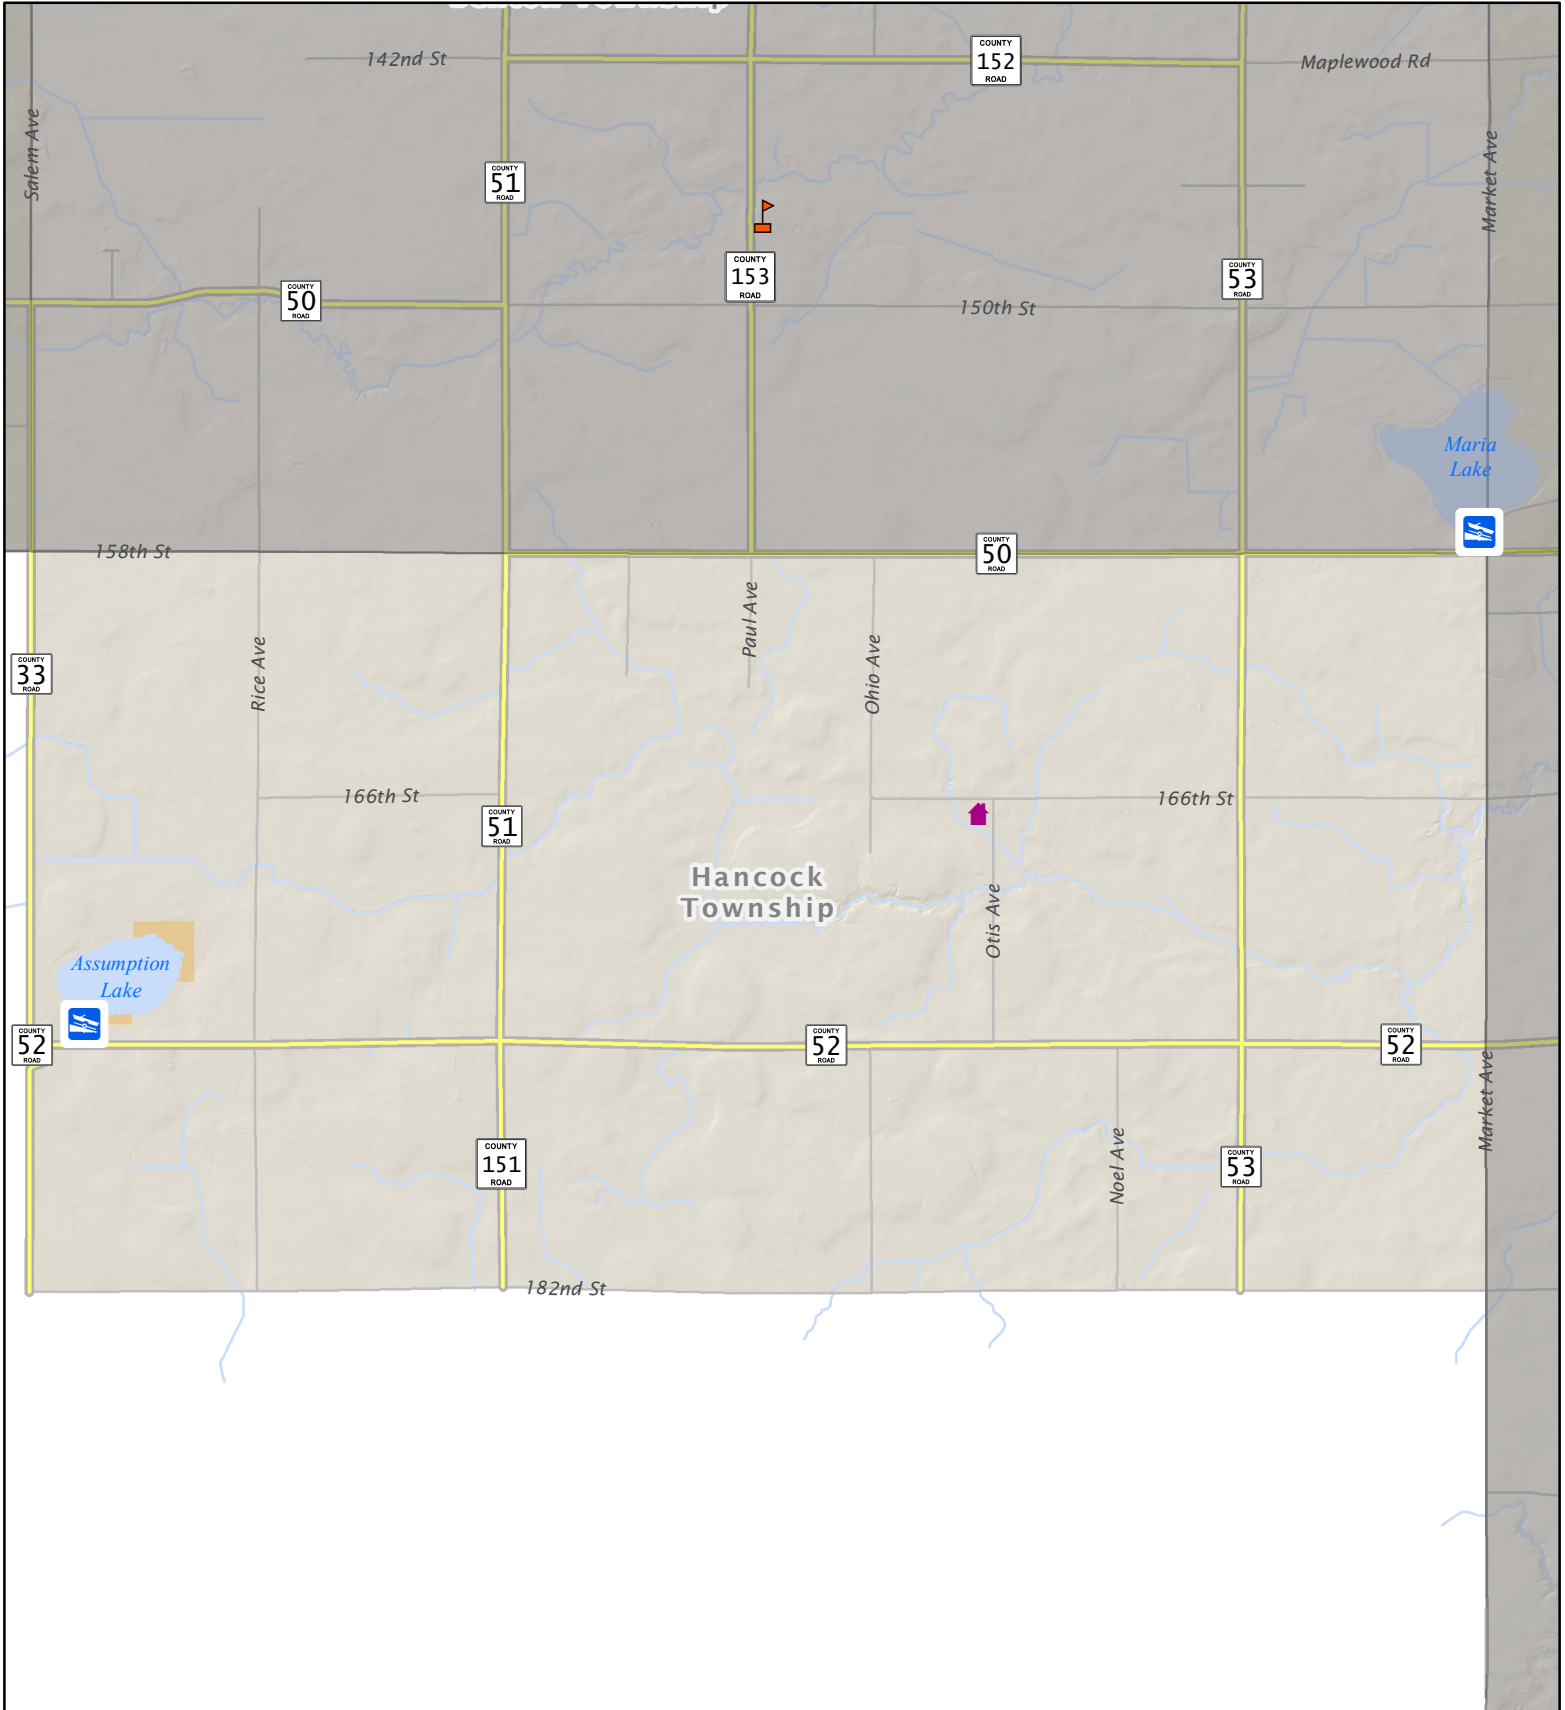 142nd St
COUNTY
152
ROAD
Maplewood Rd
Salem Ave
COUNTY
51
ROAD
Market Ave
COUNTY
50
ROAD
COUNTY
153
ROAD
COUNTY
53
ROAD
150th St
Maria
Lake
158th St
COUNTY
50
ROAD
COUNTY
33
ROAD
Rice Ave
Paul Ave
Ohio Ave
166th St
COUNTY
51
ROAD
166th St
Hancock
Township
Otis Ave
Assumption
Lake
COUNTY
52
ROAD
COUNTY
52
ROAD
COUNTY
52
ROAD
Market Ave
COUNTY
151
ROAD
Noel Ave
COUNTY
53
ROAD
182nd St